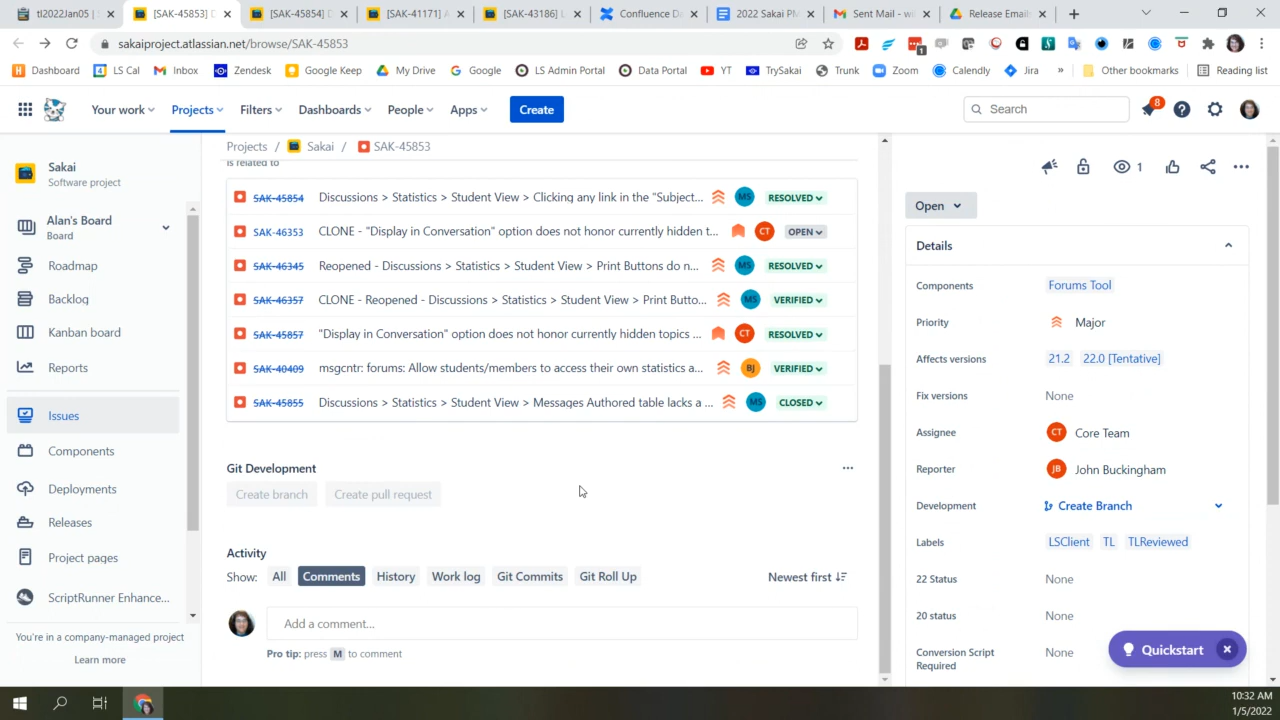 tl2022Jan05 | S
[SAK-45853] D
[SAK-45854] D
[SAK-41171] A
[SAK-43186] L
Confluence Da
2022 Sakai PM
Sent Mail - wil
Release Emails
sakaiproject.atlassian.net/browse/SAK-45853
1
Dashboard
LS Cal
Inbox
Zendesk
Google Keep
My Drive
Google
LS Admin Portal
Data Portal
YT
TrySakai
Trunk
Zoom
Calendly
Jira
»
Other bookmarks
Reading list
Your work
Projects
Filters
Dashboards
People
Apps
Create
Search
8
Sakai
Software project
Alan's Board
Board
Roadmap
Backlog
Kanban board
Reports
Issues
Components
Deployments
Releases
Project pages
ScriptRunner Enhance...
You're in a company-managed project
Learn more
Projects / Sakai / SAK-45853
is related to
SAK-45854 Discussions > Statistics > Student View > Clicking any link in the "Subject... MS RESOLVED
SAK-46353 CLONE - "Display in Conversation" option does not honor currently hidden t... CT OPEN
SAK-46345 Reopened - Discussions > Statistics > Student View > Print Buttons do n... MS RESOLVED
SAK-46357 CLONE - Reopened - Discussions > Statistics > Student View > Print Butto... MS VERIFIED
SAK-45857 "Display in Conversation" option does not honor currently hidden topics ... CT RESOLVED
SAK-40409 msgcntr: forums: Allow students/members to access their own statistics a... BJ VERIFIED
SAK-45855 Discussions > Statistics > Student View > Messages Authored table lacks a ... MS CLOSED
Git Development
Create branch
Create pull request
Activity
Show: All Comments History Work log Git Commits Git Roll Up Newest first
Add a comment...
Pro tip: press M to comment
1
Open
Details
Components Forums Tool
Priority Major
Affects versions 21.2 22.0 [Tentative]
Fix versions None
Assignee CT Core Team
Reporter JB John Buckingham
Development Create Branch
Labels LSClient TL TLReviewed
22 Status None
20 status None
Conversion Script Required None
Quickstart
10:32 AM
1/5/2022